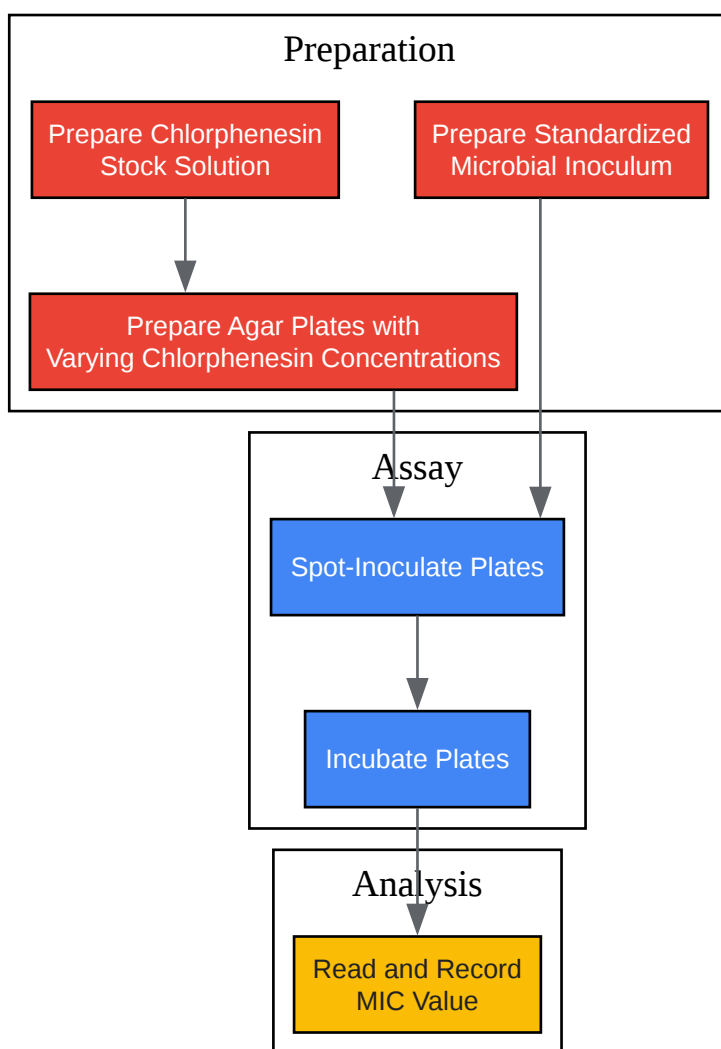 Preparation
Prepare Chlorphenesin
Stock Solution
Prepare Standardized
Microbial Inoculum
Prepare Agar Plates with
Varying Chlorphenesin Concentrations
Assay
Spot-Inoculate Plates
Incubate Plates
Analysis
Read and Record
MIC Value